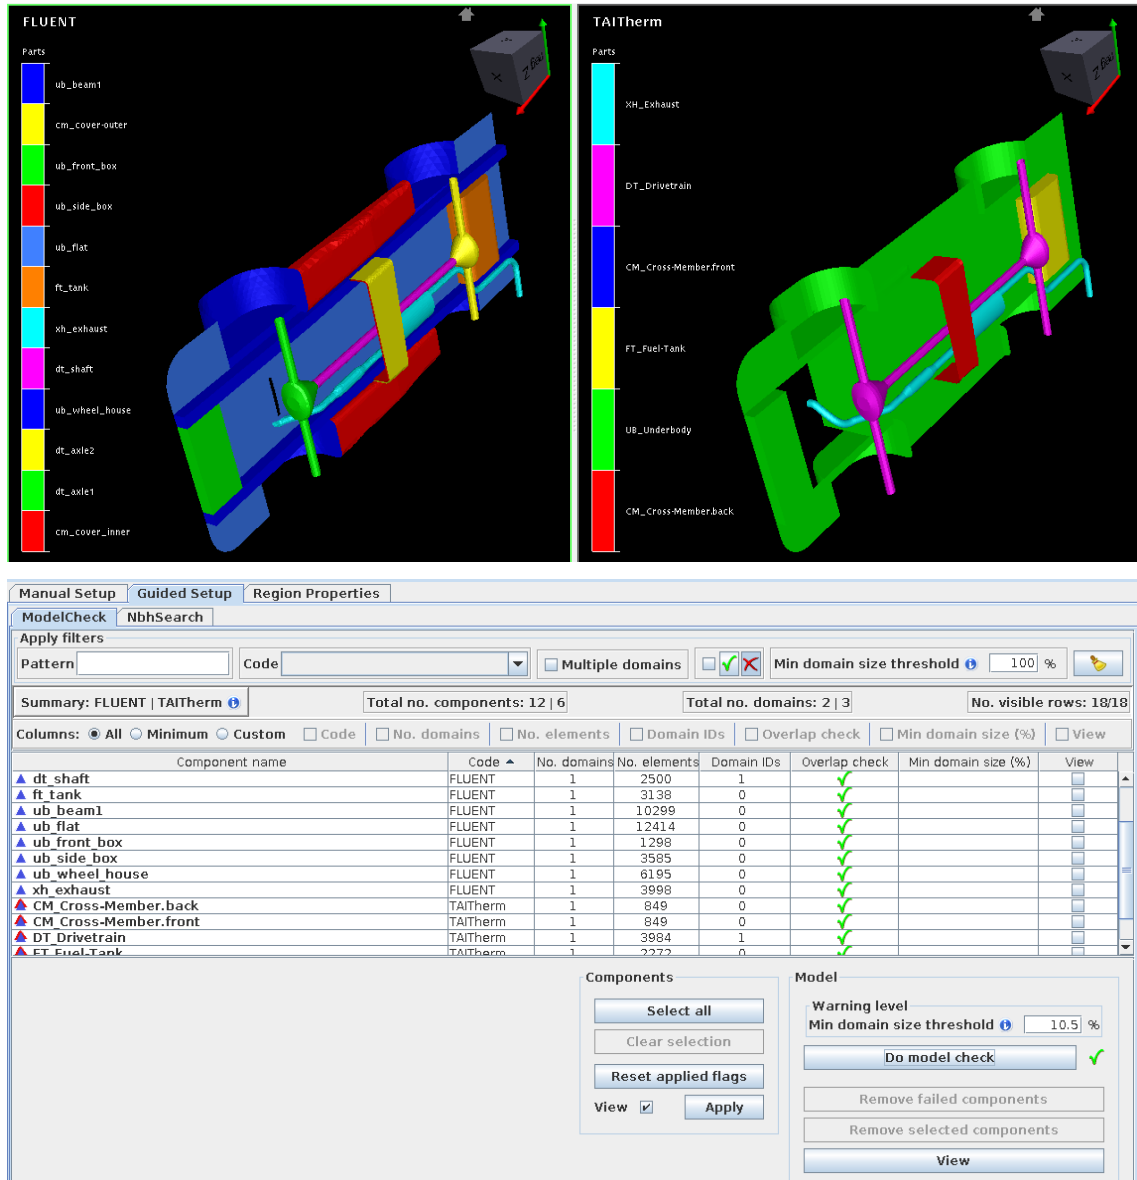 FLUENT
Parts
ub_beam1
cm_cover-outer
ub_front_box
ub_side_box
ub_flat
ft_tank
xh_exhaust
dt_shaft
ub_wheel_house
dt_axle2
dt_axle1
cm_cover_inner
TAITherm
Parts
XH_Exhaust
DT_Drivetrain
CM_Cross-Member.front
FT_Fuel-Tank
UB_Underbody
CM_Cross-Member.back
Manual Setup Guided Setup Region Properties
ModelCheck NbhSearch
Apply filters
Pattern Code Multiple domains Min domain size threshold 100 %
Summary: FLUENT | TAITherm Total no. components: 12 | 6 Total no. domains: 2 | 3 No. visible rows: 18/18
Columns: All Minimum Custom Code No. domains No. elements Domain IDs Overlap check Min domain size (%) View
Component name Code No. domains No. elements Domain IDs Overlap check Min domain size (%) View
dt_shaft FLUENT 1 2500 1
ft_tank FLUENT 1 3138 0
ub_beam1 FLUENT 1 10299 0
ub_flat FLUENT 1 12414 0
ub_front_box FLUENT 1 1298 0
ub_side_box FLUENT 1 3585 0
ub_wheel_house FLUENT 1 6195 0
xh_exhaust FLUENT 1 3998 0
CM_Cross-Member.back TAITherm 1 849 0
CM_Cross-Member.front TAITherm 1 849 0
DT_Drivetrain TAITherm 1 3984 1
FT_Fuel-Tank TAITherm 1 2272 0
Components
Select all
Clear selection
Reset applied flags
View Apply
Model
Warning level
Min domain size threshold 10.5 %
Do model check
Remove failed components
Remove selected components
View